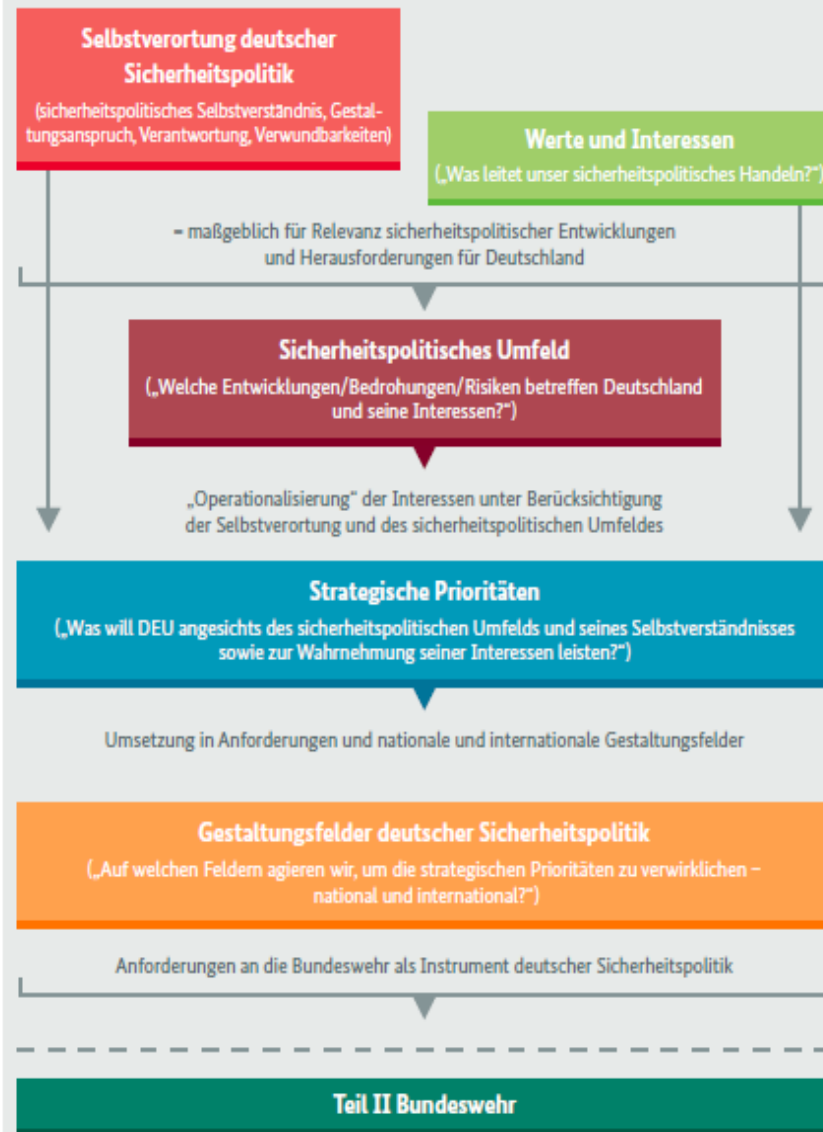 Selbstverortung deutscher
Sicherheitspolitik
(sicherheitspolitisches Selbstverständnis, Gestal-
tungsanspruch, Verantwortung, Verwundbarkeiten)
Werte und Interessen
(„Was leitet unser sicherheitspolitisches Handeln?“)
– maßgeblich für Relevanz sicherheitspolitischer Entwicklungen
und Herausforderungen für Deutschland
Sicherheitspolitisches Umfeld
(„Welche Entwicklungen/Bedrohungen/Risiken betreffen Deutschland
und seine Interessen?“)
„Operationalisierung“ der Interessen unter Berücksichtigung
der Selbstverortung und des sicherheitspolitischen Umfeldes
Strategische Prioritäten
(„Was will DEU angesichts des sicherheitspolitischen Umfelds und seines Selbstverständnisses
sowie zur Wahrnehmung seiner Interessen leisten?“)
Umsetzung in Anforderungen und nationale und internationale Gestaltungsfelder
Gestaltungsfelder deutscher Sicherheitspolitik
(„Auf welchen Feldern agieren wir, um die strategischen Prioritäten zu verwirklichen –
national und international?“)
Anforderungen an die Bundeswehr als Instrument deutscher Sicherheitspolitik
Teil II Bundeswehr